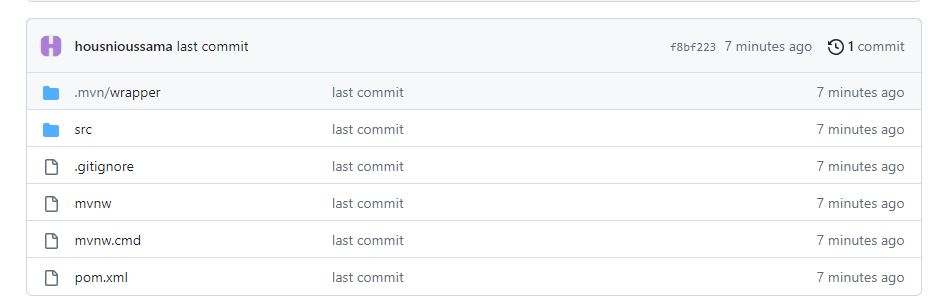 H housnioussama last commit f8bf223 7 minutes ago 1 commit
.mvn/wrapper last commit 7 minutes ago
src last commit 7 minutes ago
.gitignore last commit 7 minutes ago
mvnw last commit 7 minutes ago
mvnw.cmd last commit 7 minutes ago
pom.xml last commit 7 minutes ago